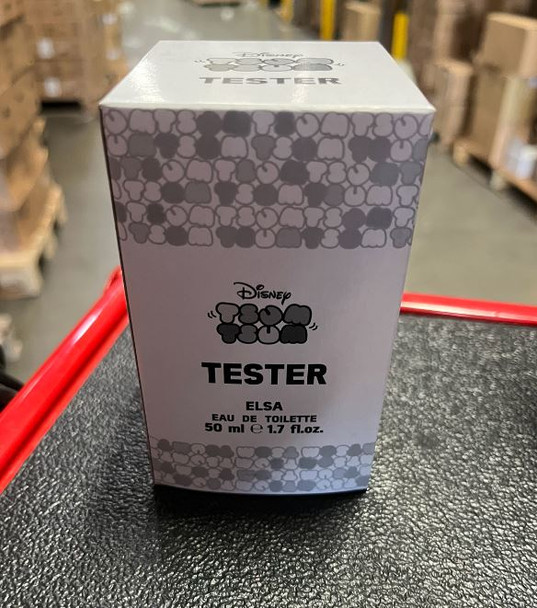 Disney
TSUM
TSUM
TESTER
Disney
TSUM
TSUM
TESTER
ELSA
EAU DE TOILETTE
50 ml ℮ 1.7 fl.oz.